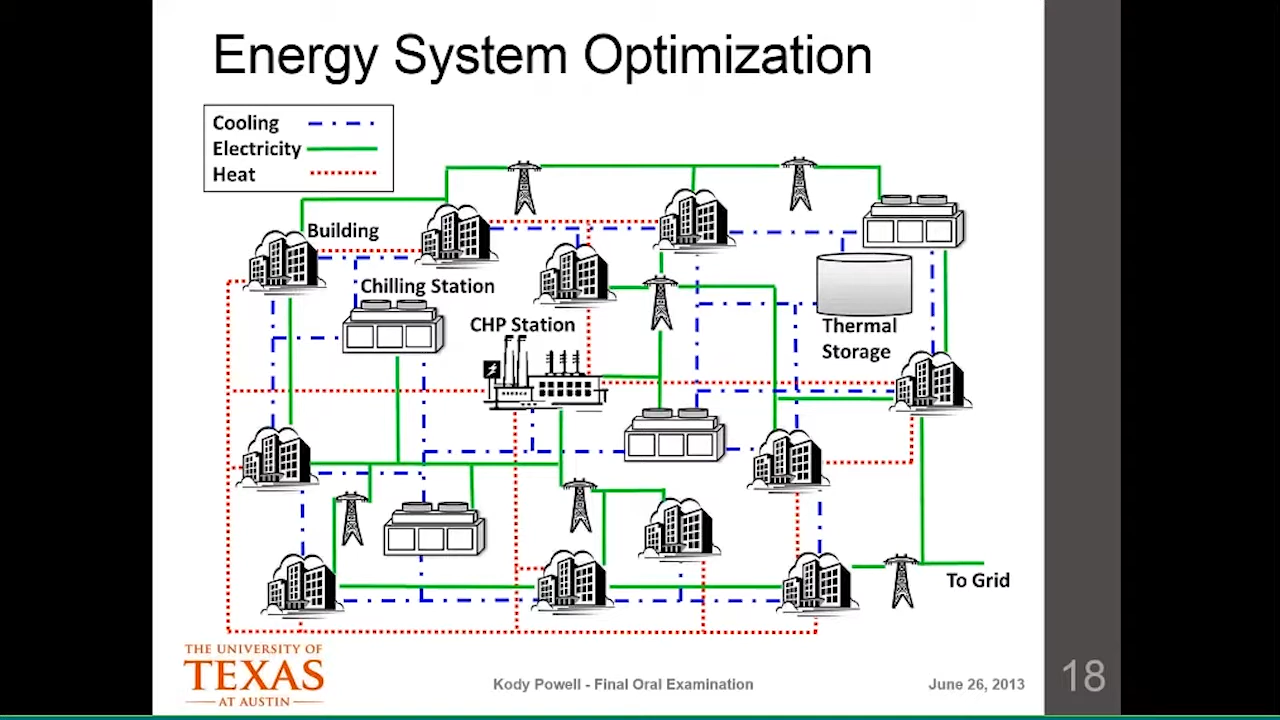 Energy System Optimization
Cooling
Electricity
Heat
Building
Chilling Station
CHP Station
Thermal
Storage
To Grid
THE UNIVERSITY OF
TEXAS
AT AUSTIN
Kody Powell - Final Oral Examination
June 26, 2013
18